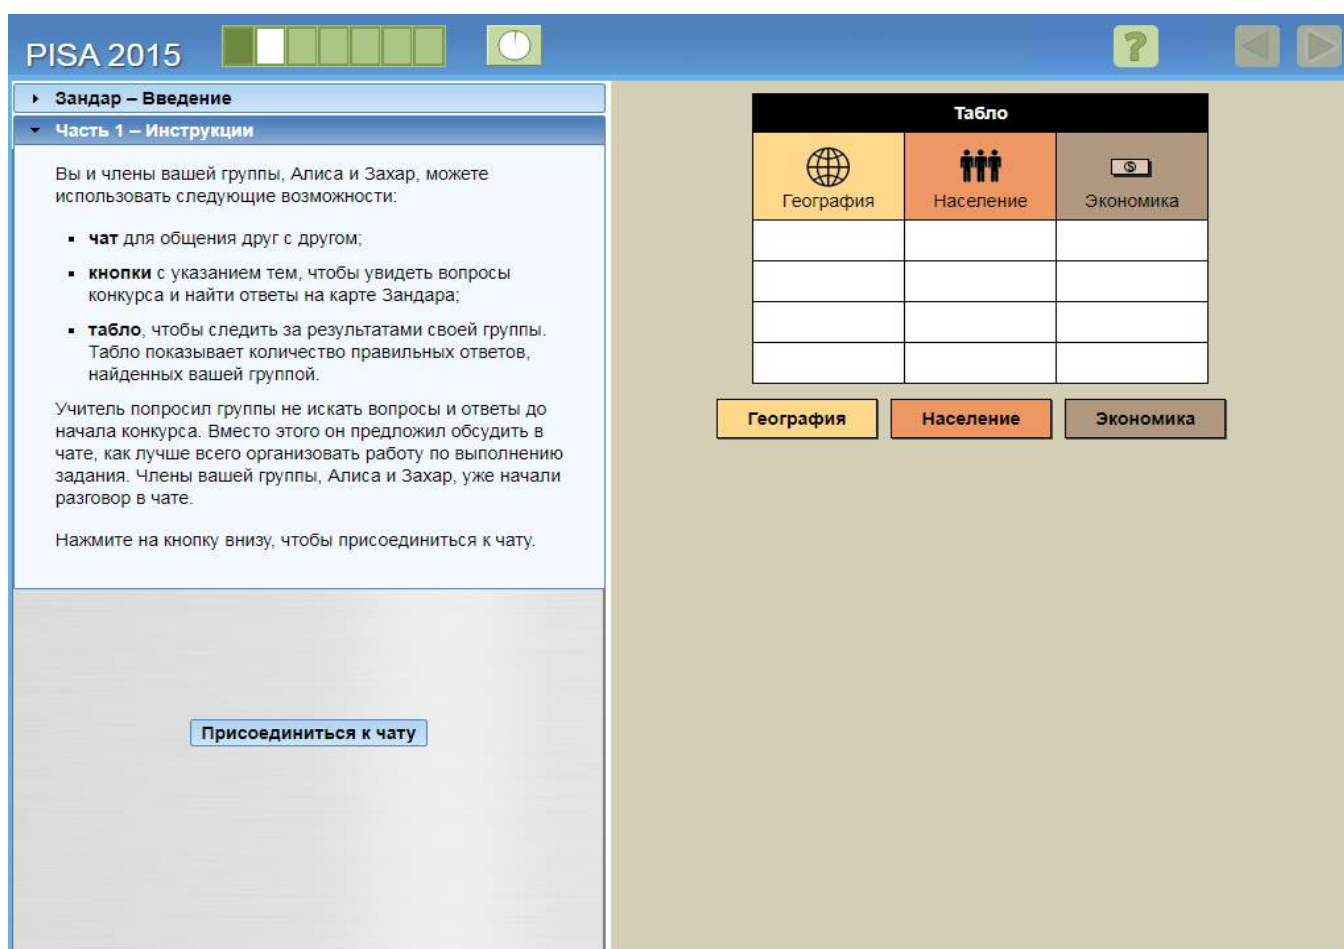 PISA 2015
?
Зандар – Введение
Часть 1 – Инструкции
Вы и члены вашей группы, Алиса и Захар, можете
использовать следующие возможности:
▪ чат для общения друг с другом;
▪ кнопки с указанием тем, чтобы увидеть вопросы
конкурса и найти ответы на карте Зандара;
▪ табло, чтобы следить за результатами своей группы.
Табло показывает количество правильных ответов,
найденных вашей группой.
Учитель попросил группы не искать вопросы и ответы до
начала конкурса. Вместо этого он предложил обсудить в
чате, как лучше всего организовать работу по выполнению
задания. Члены вашей группы, Алиса и Захар, уже начали
разговор в чате.
Нажмите на кнопку внизу, чтобы присоединиться к чату.
Присоединиться к чату
Табло
$
География Население Экономика
География Население Экономика